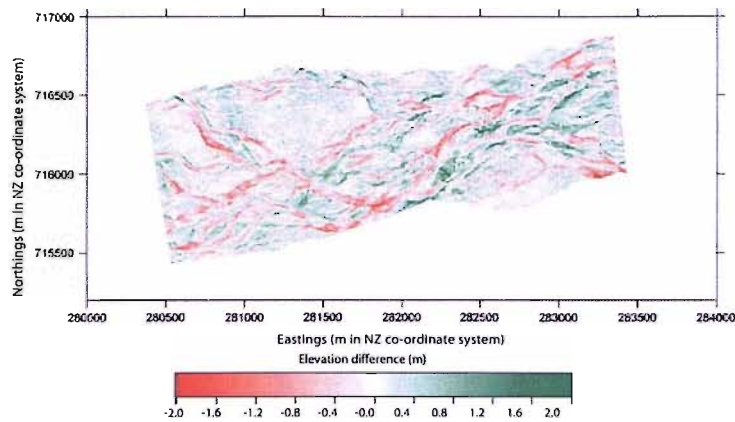 717000
716500
716000
715500
Northings (m in NZ co-ordinate system)
280000 280500 281000 281500 282000 282500 283000 283500 284000
Eastings (m in NZ co-ordinate system)
Elevation difference (m)
-2.0 -1.6 -1.2 -0.8 -0.4 -0.0 0.4 0.8 1.2 1.6 2.0